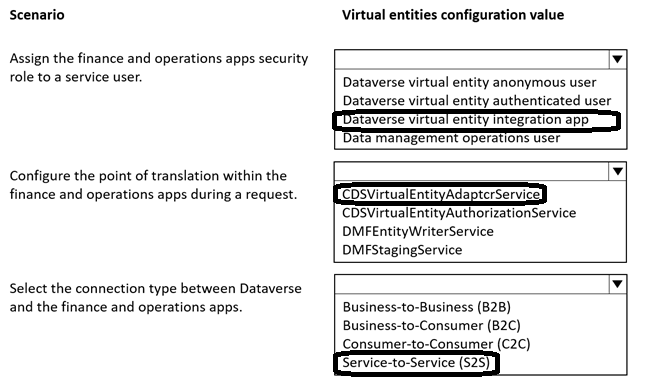 Scenario
Virtual entities configuration value
Assign the finance and operations apps security
role to a service user.
Dataverse virtual entity anonymous user
Dataverse virtual entity authenticated user
Dataverse virtual entity integration app
Data management operations user
Configure the point of translation within the
finance and operations apps during a request.
CDSVirtualEntityAdapterService
CDSVirtualEntityAuthorizationService
DMFEntityWriterService
DMFStagingService
Select the connection type between Dataverse
and the finance and operations apps.
Business-to-Business (B2B)
Business-to-Consumer (B2C)
Consumer-to-Consumer (C2C)
Service-to-Service (S2S)